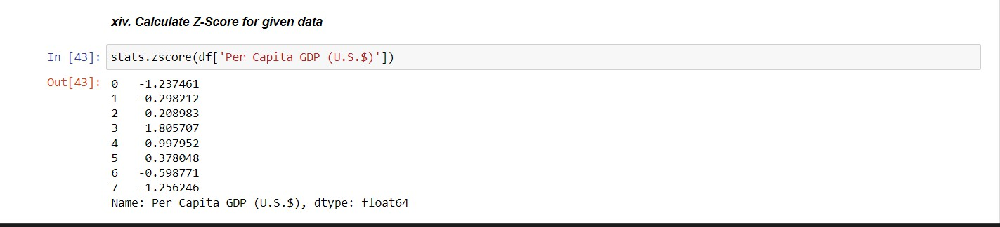 xiv. Calculate Z-Score for given data
In [43]: stats.zscore(df['Per Capita GDP (U.S.$)'])
Out[43]: 0 -1.237461
1 -0.298212
2 0.208983
3 1.805707
4 0.997952
5 0.378048
6 -0.598771
7 -1.256246
Name: Per Capita GDP (U.S.$), dtype: float64